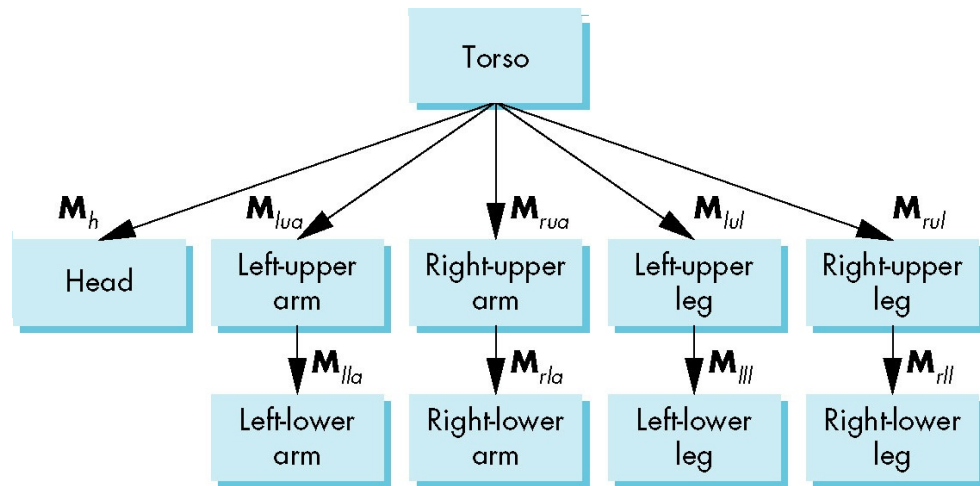 Torso
M_h M_lua M_rua M_lul M_rul
Head
Left-upper
arm
Right-upper
arm
Left-upper
leg
Right-upper
leg
M_lla M_rla M_lll M_rll
Left-lower
arm
Right-lower
arm
Left-lower
leg
Right-lower
leg